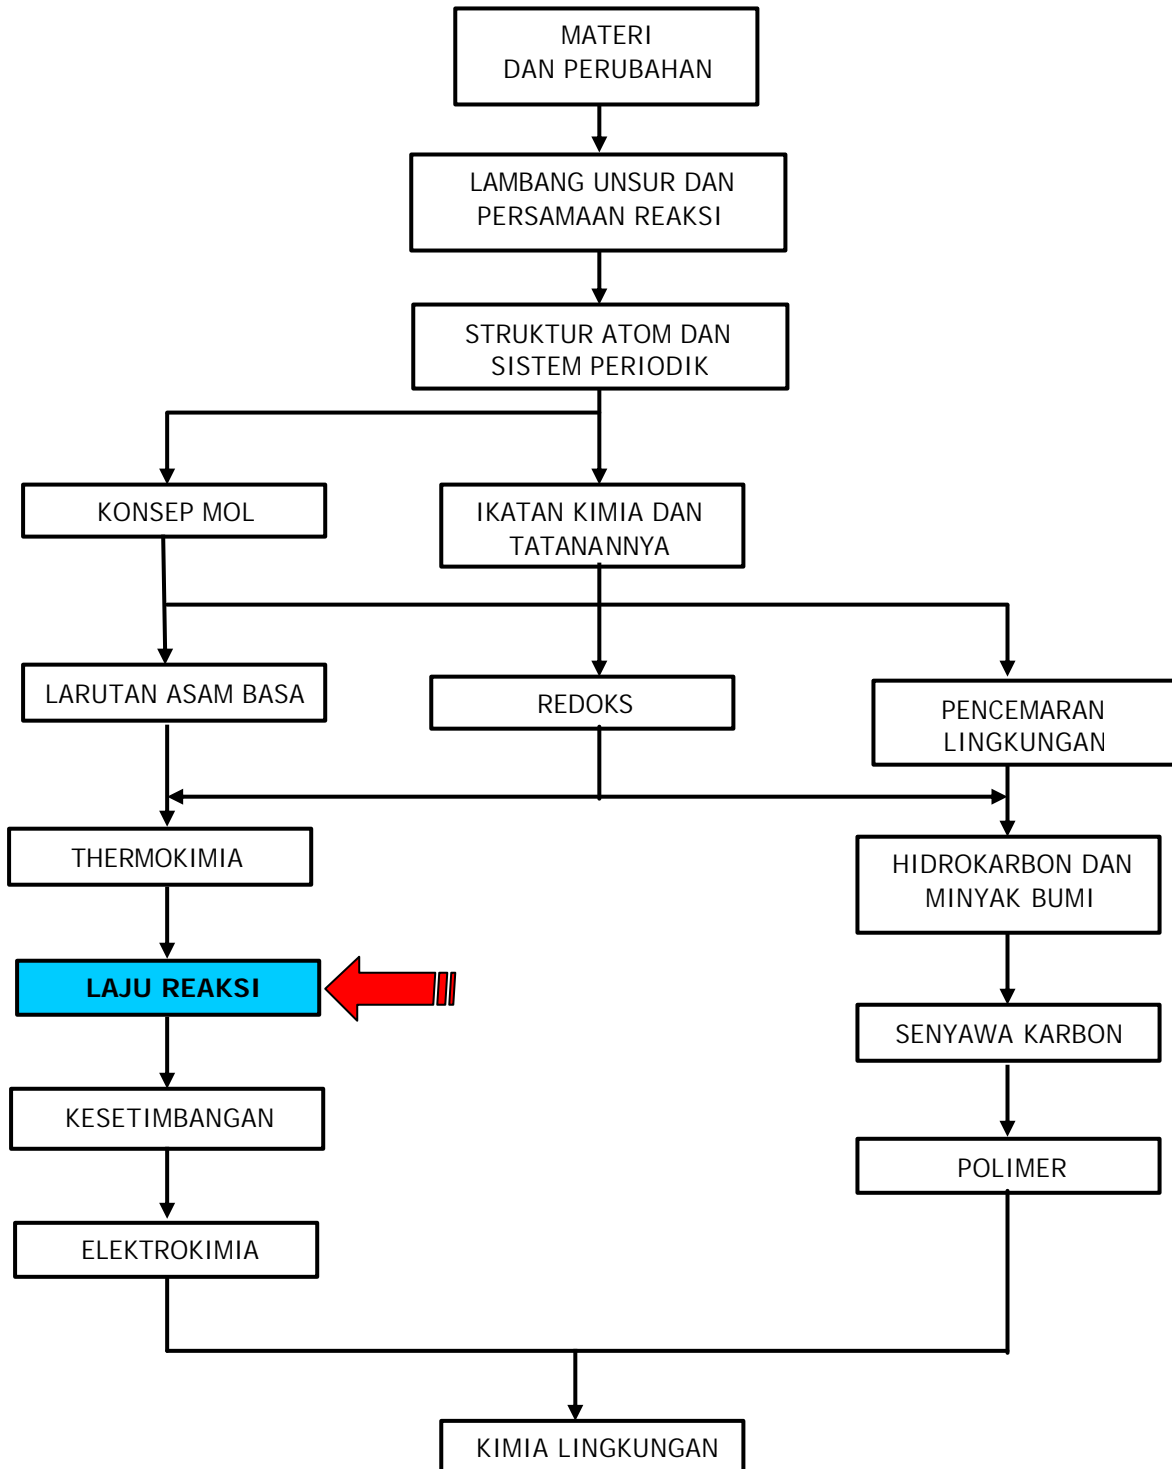 MATERI
DAN PERUBAHAN
LAMBANG UNSUR DAN
PERSAMAAN REAKSI
STRUKTUR ATOM DAN
SISTEM PERIODIK
KONSEP MOL
IKATAN KIMIA DAN
TATANANNYA
LARUTAN ASAM BASA
REDOKS
PENCEMARAN
LINGKUNGAN
THERMOKIMIA
HIDROKARBON DAN
MINYAK BUMI
LAJU REAKSI
SENYAWA KARBON
KESETIMBANGAN
POLIMER
ELEKTROKIMIA
KIMIA LINGKUNGAN